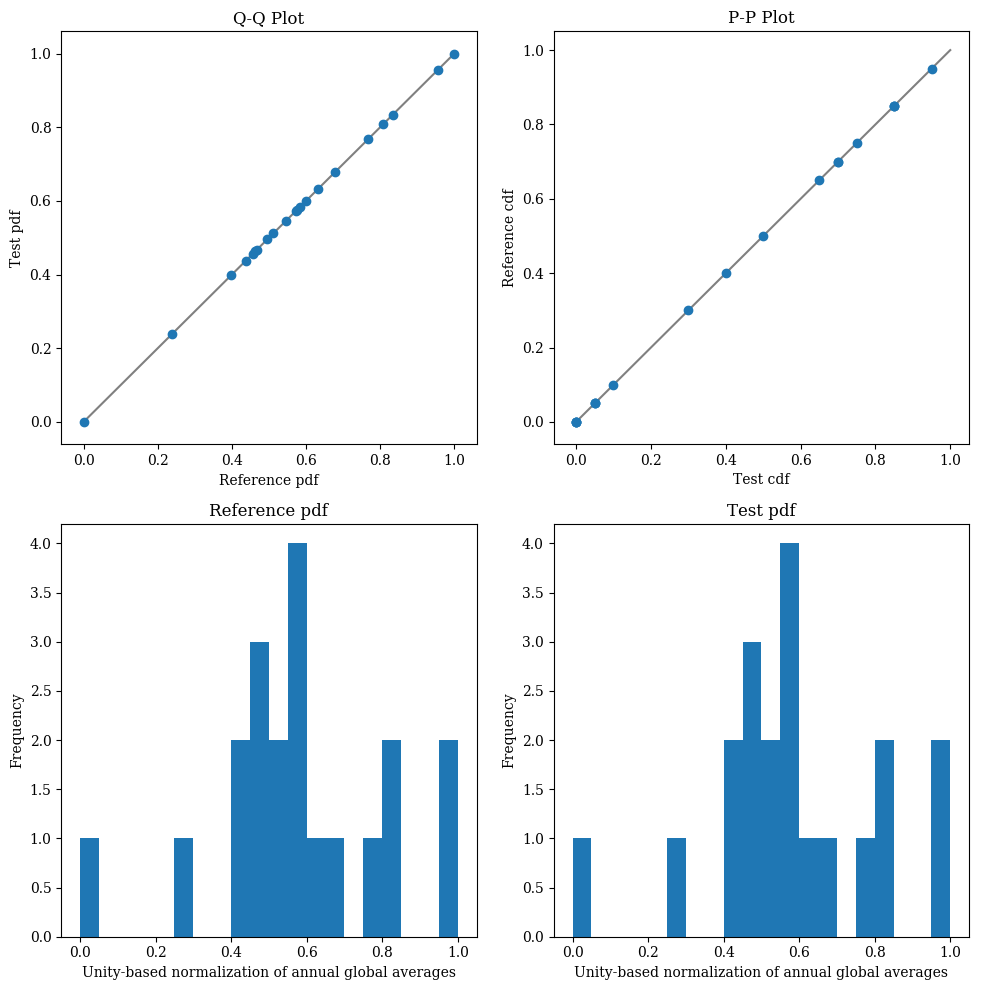 Q-Q Plot
1.0
0.8
0.6
0.4
0.2
0.0
Test pdf
0.0 0.2 0.4 0.6 0.8 1.0
Reference pdf
P-P Plot
1.0
0.8
0.6
0.4
0.2
0.0
Reference cdf
0.0 0.2 0.4 0.6 0.8 1.0
Test cdf
Reference pdf
4.0
3.5
3.0
2.5
2.0
1.5
1.0
0.5
0.0
Frequency
0.0 0.2 0.4 0.6 0.8 1.0
Unity-based normalization of annual global averages
Test pdf
4.0
3.5
3.0
2.5
2.0
1.5
1.0
0.5
0.0
Frequency
0.0 0.2 0.4 0.6 0.8 1.0
Unity-based normalization of annual global averages